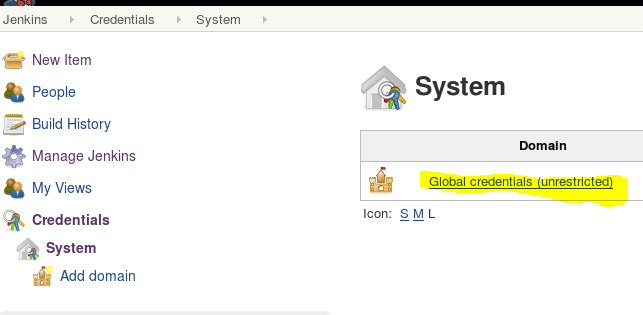 Jenkins Credentials System
New Item
People
Build History
Manage Jenkins
My Views
Credentials
System
Add domain
System
Domain
Global credentials (unrestricted)
Icon: S M L